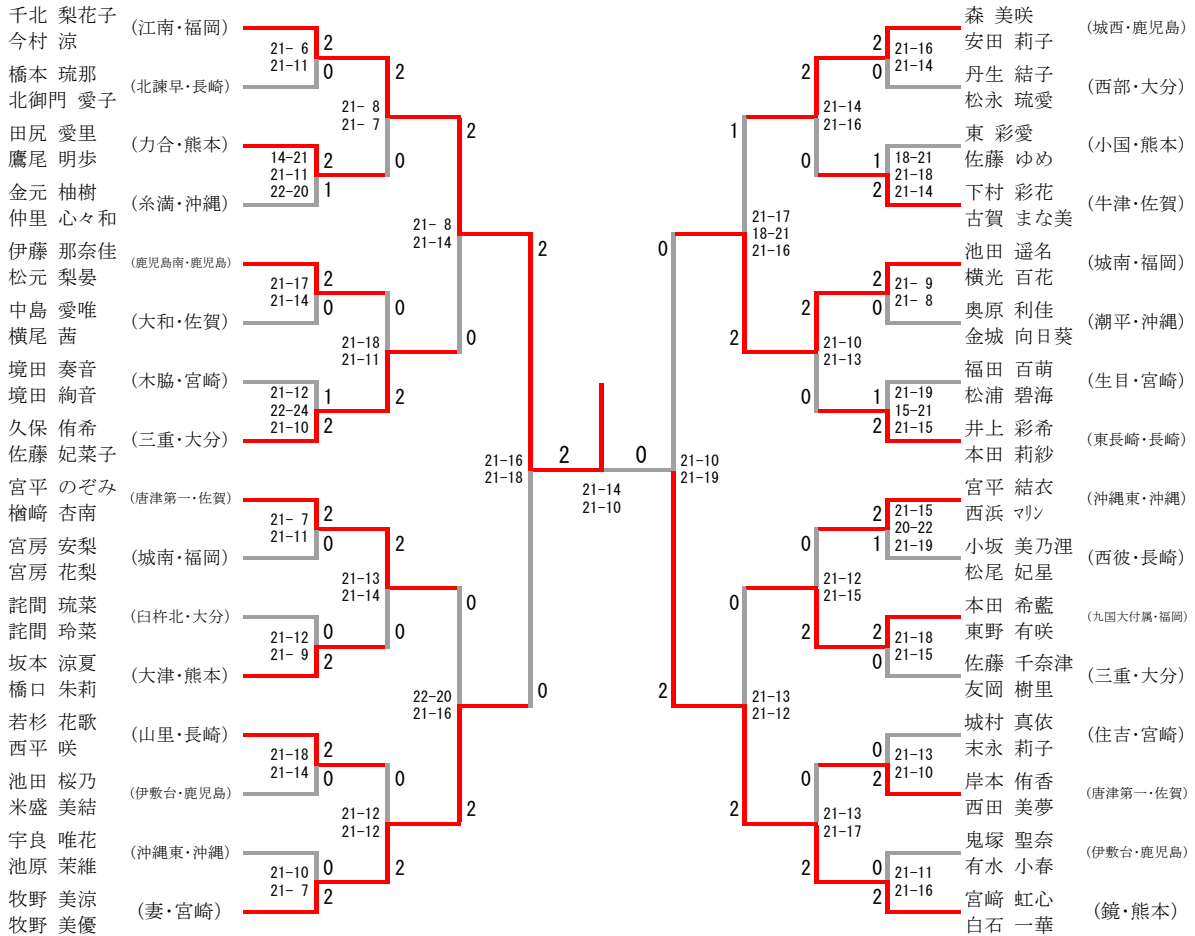 千北 梨花子
今村 涼
(江南・福岡)
橋本 琉那
北御門 愛子
(北諫早・長崎)
21- 6
21-11
2
0
田尻 愛里
鷹尾 明歩
(力合・熊本)
金元 柚樹
仲里 心々和
(糸満・沖縄)
14-21
21-11
22-20
2
1
21- 8
21- 7
2
0
伊藤 那奈佳
松元 梨晏
(鹿児島南・鹿児島)
中島 愛唯
横尾 茜
(大和・佐賀)
21-17
21-14
2
0
境田 奏音
境田 絢音
(木脇・宮崎)
久保 侑希
佐藤 妃菜子
(三重・大分)
21-12
22-24
21-10
1
2
21-18
21-11
0
2
21- 8
21-14
2
0
宮平 のぞみ
楢﨑 杏南
(唐津第一・佐賀)
宮房 安梨
宮房 花梨
(城南・福岡)
21- 7
21-11
2
0
詫間 琉菜
詫間 玲菜
(臼杵北・大分)
坂本 涼夏
橋口 朱莉
(大津・熊本)
21-12
21- 9
0
2
21-13
21-14
2
0
若杉 花歌
西平 咲
(山里・長崎)
池田 桜乃
米盛 美結
(伊敷台・鹿児島)
21-18
21-14
2
0
宇良 唯花
池原 茉維
(沖縄東・沖縄)
牧野 美涼
牧野 美優
(妻・宮崎)
21-10
21- 7
0
2
21-12
21-12
0
2
22-20
21-16
0
2
21-16
21-18
2
0
2
0
21-14
21-10
森 美咲
安田 莉子
(城西・鹿児島)
丹生 結子
松永 琉愛
(西部・大分)
2
0
21-16
21-14
東 彩愛
佐藤 ゆめ
(小国・熊本)
下村 彩花
古賀 まな美
(牛津・佐賀)
1
2
18-21
21-18
21-14
2
0
21-14
21-16
池田 遥名
横光 百花
(城南・福岡)
奥原 利佳
金城 向日葵
(潮平・沖縄)
2
0
21- 9
21- 8
福田 百萌
松浦 碧海
(生目・宮崎)
井上 彩希
本田 莉紗
(東長崎・長崎)
1
2
21-19
15-21
21-15
2
0
21-10
21-13
1
2
21-17
18-21
21-16
宮平 結衣
西浜 マリン
(沖縄東・沖縄)
小坂 美乃浬
松尾 妃星
(西彼・長崎)
2
1
21-15
20-22
21-19
本田 希藍
東野 有咲
(九国大付属・福岡)
佐藤 千奈津
友岡 樹里
(三重・大分)
2
0
21-18
21-15
0
2
21-12
21-15
城村 真依
末永 莉子
(住吉・宮崎)
岸本 侑香
西田 美夢
(唐津第一・佐賀)
0
2
21-13
21-10
鬼塚 聖奈
有水 小春
(伊敷台・鹿児島)
宮﨑 虹心
白石 一華
(鏡・熊本)
0
2
21-11
21-16
0
2
21-13
21-17
0
2
21-13
21-12
0
2
21-10
21-19